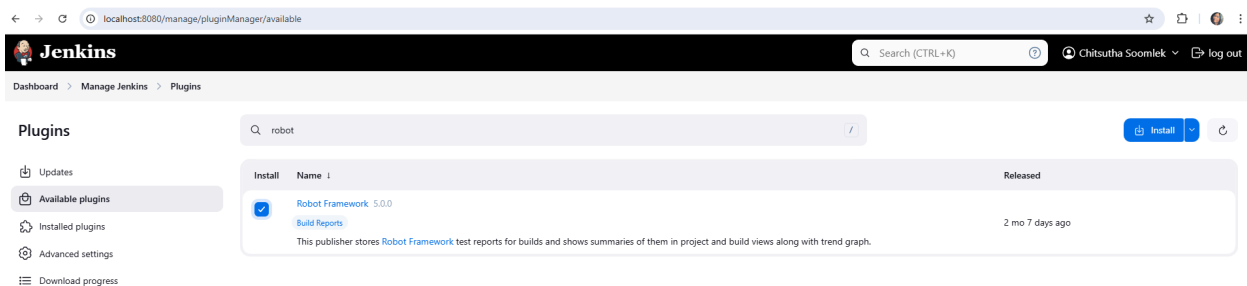 localhost:8080/manage/pluginManager/available
Jenkins
Search (CTRL+K)
?
Chitsutha Soomlek
log out
Dashboard > Manage Jenkins > Plugins
Plugins
robot
/
Install
Updates
Available plugins
Installed plugins
Advanced settings
Download progress
Install Name ↓ Released
Robot Framework 5.0.0
Build Reports
2 mo 7 days ago
This publisher stores Robot Framework test reports for builds and shows summaries of them in project and build views along with trend graph.